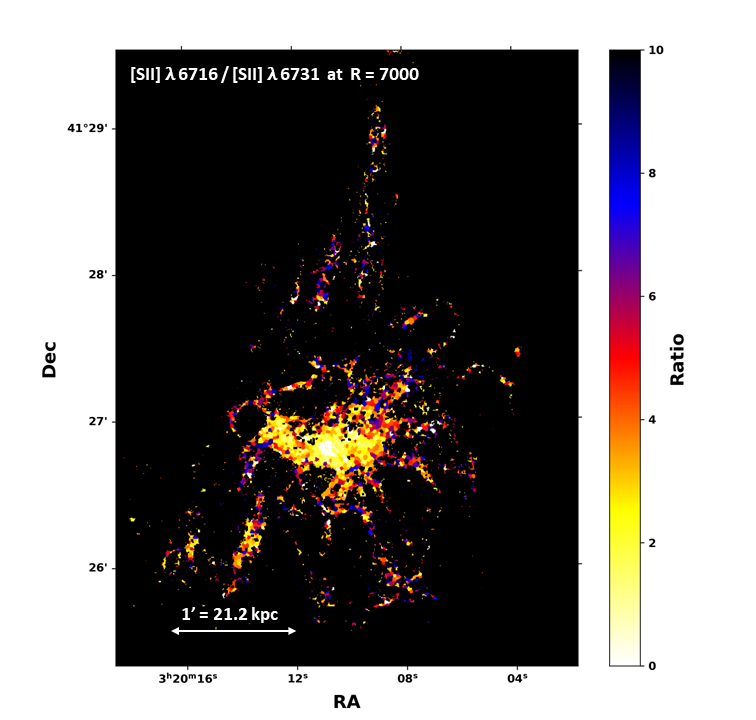 [SII] λ 6716 / [SII] λ 6731 at R = 7000
10
41°29'
8
28'
6
Dec
Ratio
4
27'
2
26'
1’ = 21.2 kpc
0
3ʰ20ᵐ16ˢ 12ˢ 08ˢ 04ˢ
RA